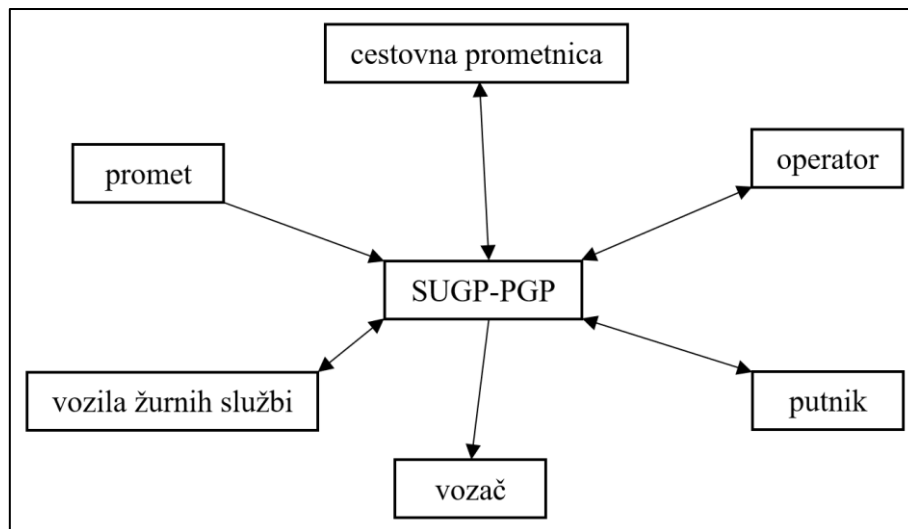 cestovna prometnica
promet
operator
SUGP-PGP
vozila žurnih službi
putnik
vozač